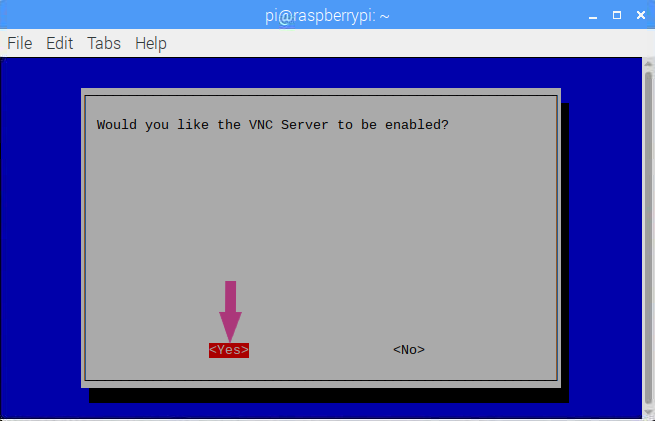 pi@raspberrypi: ~
File Edit Tabs Help
Would you like the VNC Server to be enabled?
<Yes> <No>